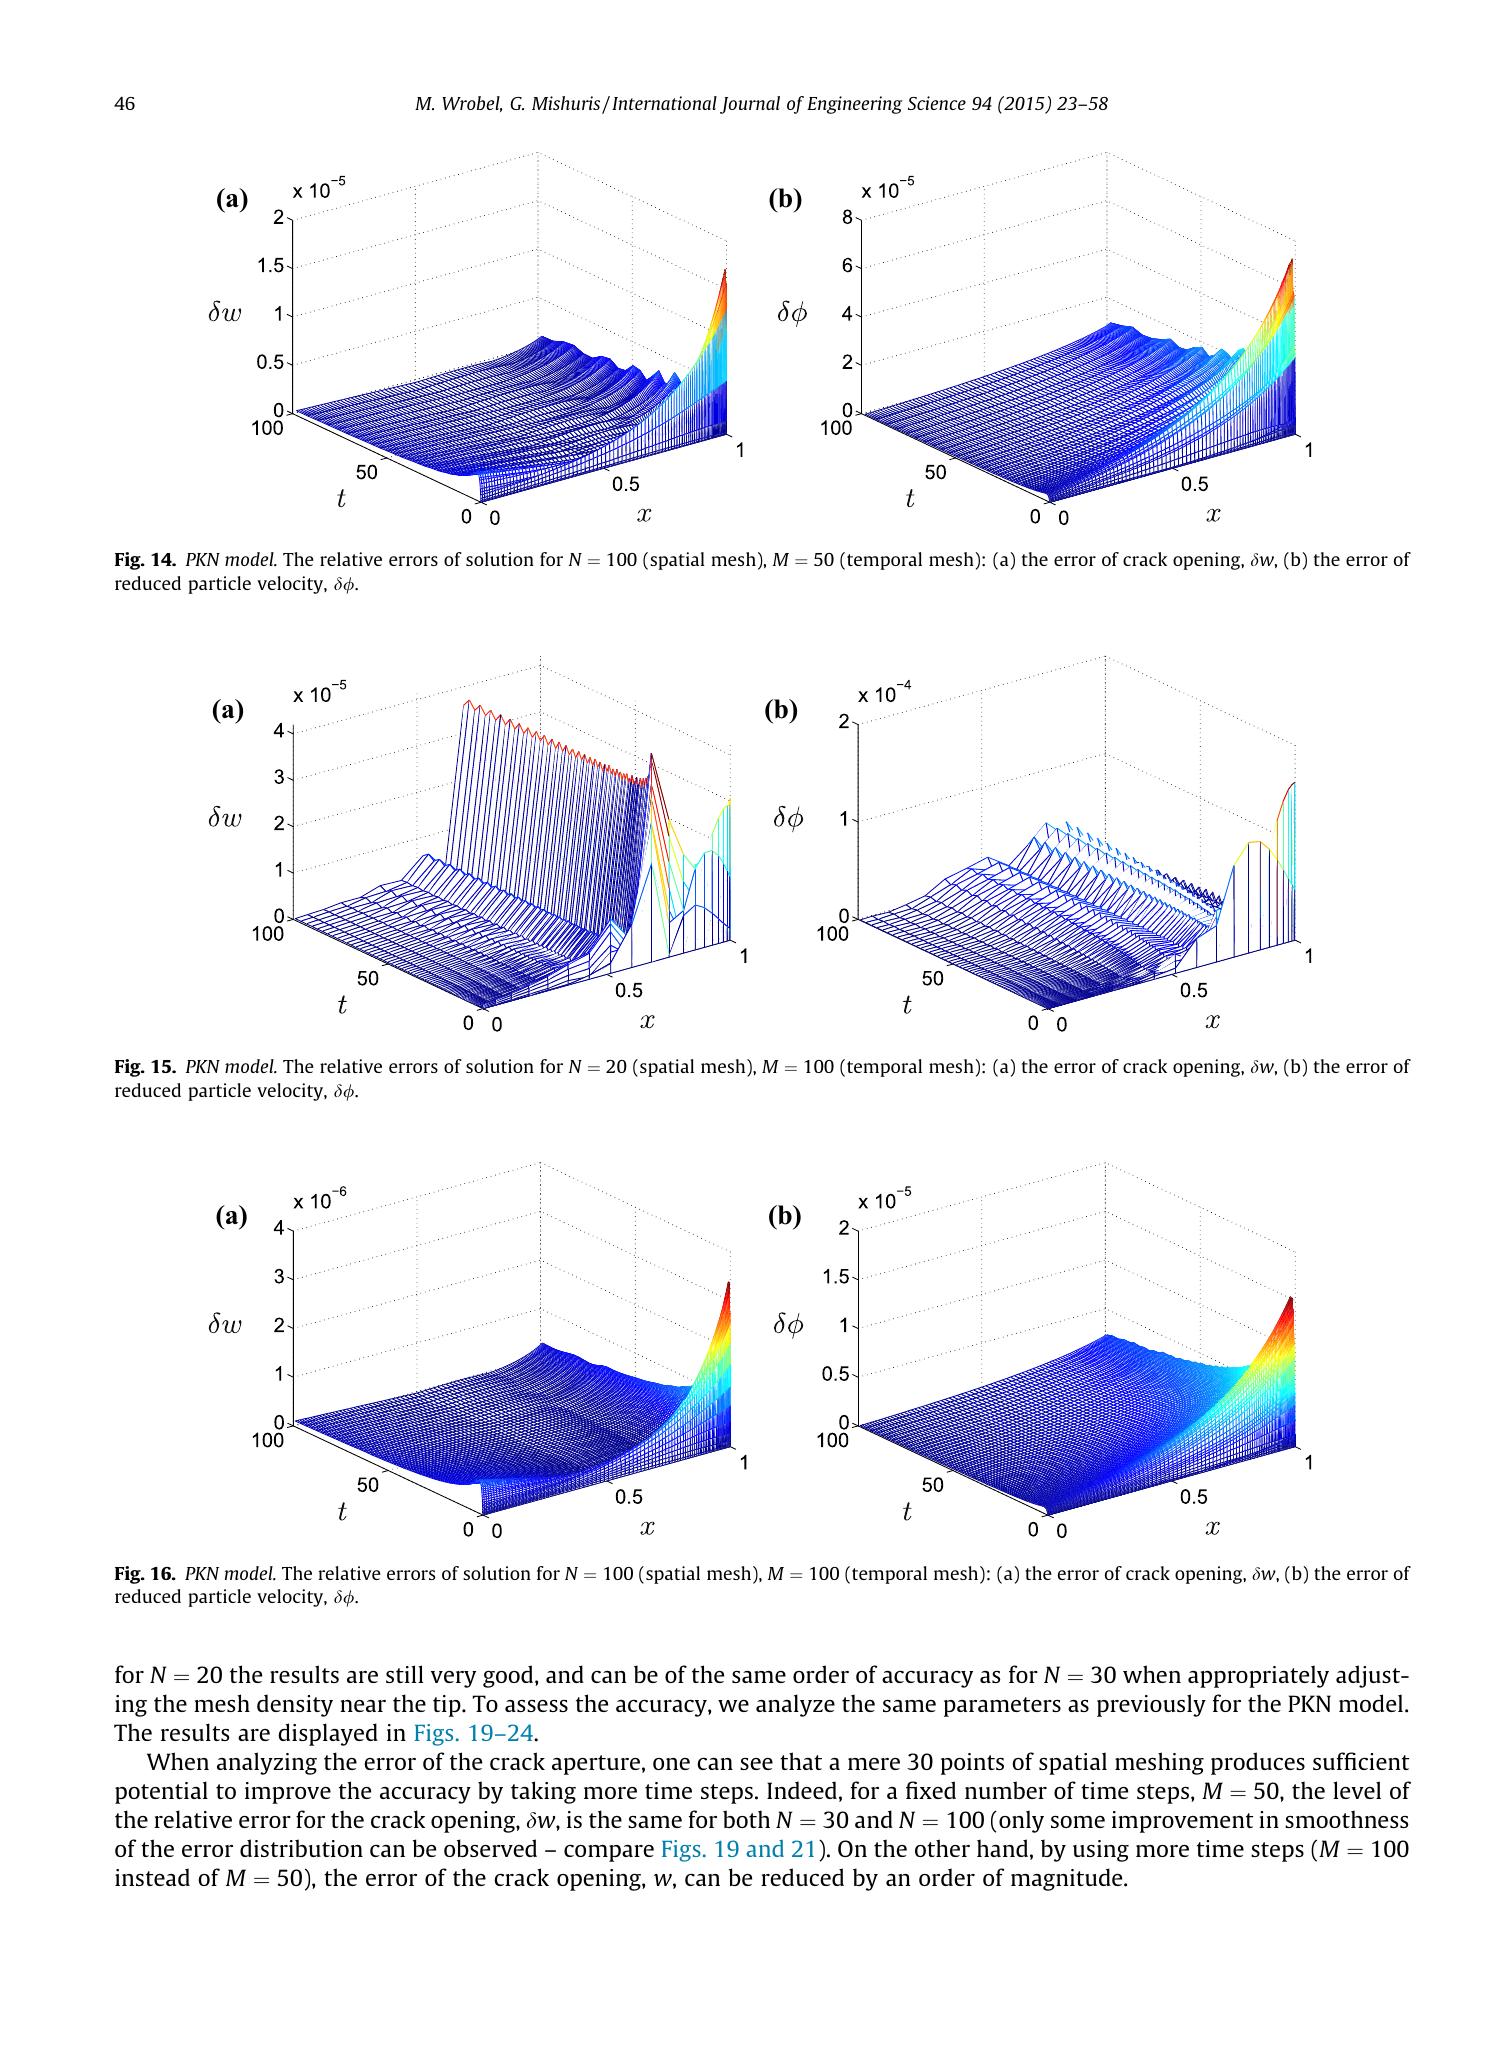 46
M. Wrobel, G. Mishuris / International Journal of Engineering Science 94 (2015) 23–58
(a)
x 10⁻⁵
2
1.5
1
0.5
0
δw
100
50
0
t
0
0.5
1
x
(b)
x 10⁻⁵
8
6
4
2
0
δϕ
100
50
0
t
0
0.5
1
x
Fig. 14. PKN model. The relative errors of solution for N = 100 (spatial mesh), M = 50 (temporal mesh): (a) the error of crack opening, δw, (b) the error of
reduced particle velocity, δϕ.
(a)
x 10⁻⁵
4
3
2
1
0
δw
100
50
0
t
0
0.5
1
x
(b)
x 10⁻⁴
2
1
0
δϕ
100
50
0
t
0
0.5
1
x
Fig. 15. PKN model. The relative errors of solution for N = 20 (spatial mesh), M = 100 (temporal mesh): (a) the error of crack opening, δw, (b) the error of
reduced particle velocity, δϕ.
(a)
x 10⁻⁶
4
3
2
1
0
δw
100
50
0
t
0
0.5
1
x
(b)
x 10⁻⁵
2
1.5
1
0.5
0
δϕ
100
50
0
t
0
0.5
1
x
Fig. 16. PKN model. The relative errors of solution for N = 100 (spatial mesh), M = 100 (temporal mesh): (a) the error of crack opening, δw, (b) the error of
reduced particle velocity, δϕ.
for N = 20 the results are still very good, and can be of the same order of accuracy as for N = 30 when appropriately adjust-
ing the mesh density near the tip. To assess the accuracy, we analyze the same parameters as previously for the PKN model.
The results are displayed in Figs. 19–24.
When analyzing the error of the crack aperture, one can see that a mere 30 points of spatial meshing produces sufficient
potential to improve the accuracy by taking more time steps. Indeed, for a fixed number of time steps, M = 50, the level of
the relative error for the crack opening, δw, is the same for both N = 30 and N = 100 (only some improvement in smoothness
of the error distribution can be observed – compare Figs. 19 and 21). On the other hand, by using more time steps (M = 100
instead of M = 50), the error of the crack opening, w, can be reduced by an order of magnitude.